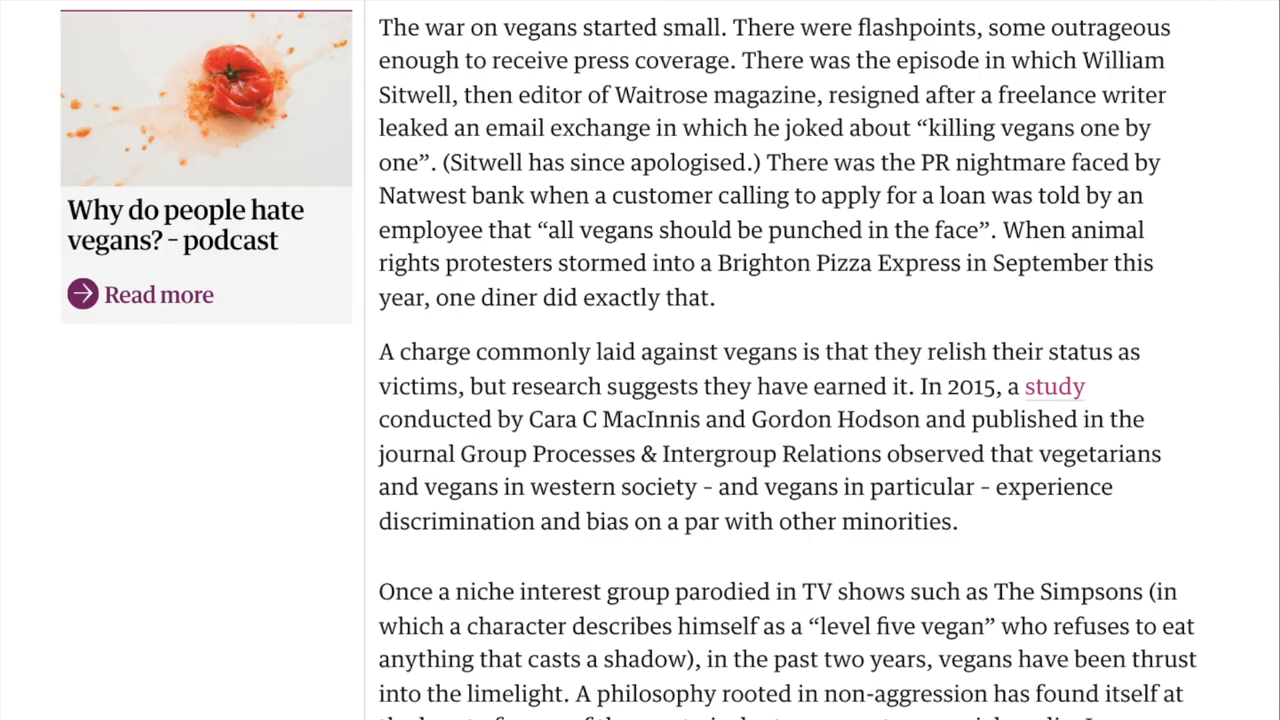 Why do people hate
vegans? – podcast
Read more
The war on vegans started small. There were flashpoints, some outrageous
enough to receive press coverage. There was the episode in which William
Sitwell, then editor of Waitrose magazine, resigned after a freelance writer
leaked an email exchange in which he joked about “killing vegans one by
one”. (Sitwell has since apologised.) There was the PR nightmare faced by
Natwest bank when a customer calling to apply for a loan was told by an
employee that “all vegans should be punched in the face”. When animal
rights protesters stormed into a Brighton Pizza Express in September this
year, one diner did exactly that.
A charge commonly laid against vegans is that they relish their status as
victims, but research suggests they have earned it. In 2015, a study
conducted by Cara C MacInnis and Gordon Hodson and published in the
journal Group Processes & Intergroup Relations observed that vegetarians
and vegans in western society – and vegans in particular – experience
discrimination and bias on a par with other minorities.
Once a niche interest group parodied in TV shows such as The Simpsons (in
which a character describes himself as a “level five vegan” who refuses to eat
anything that casts a shadow), in the past two years, vegans have been thrust
into the limelight. A philosophy rooted in non-aggression has found itself at